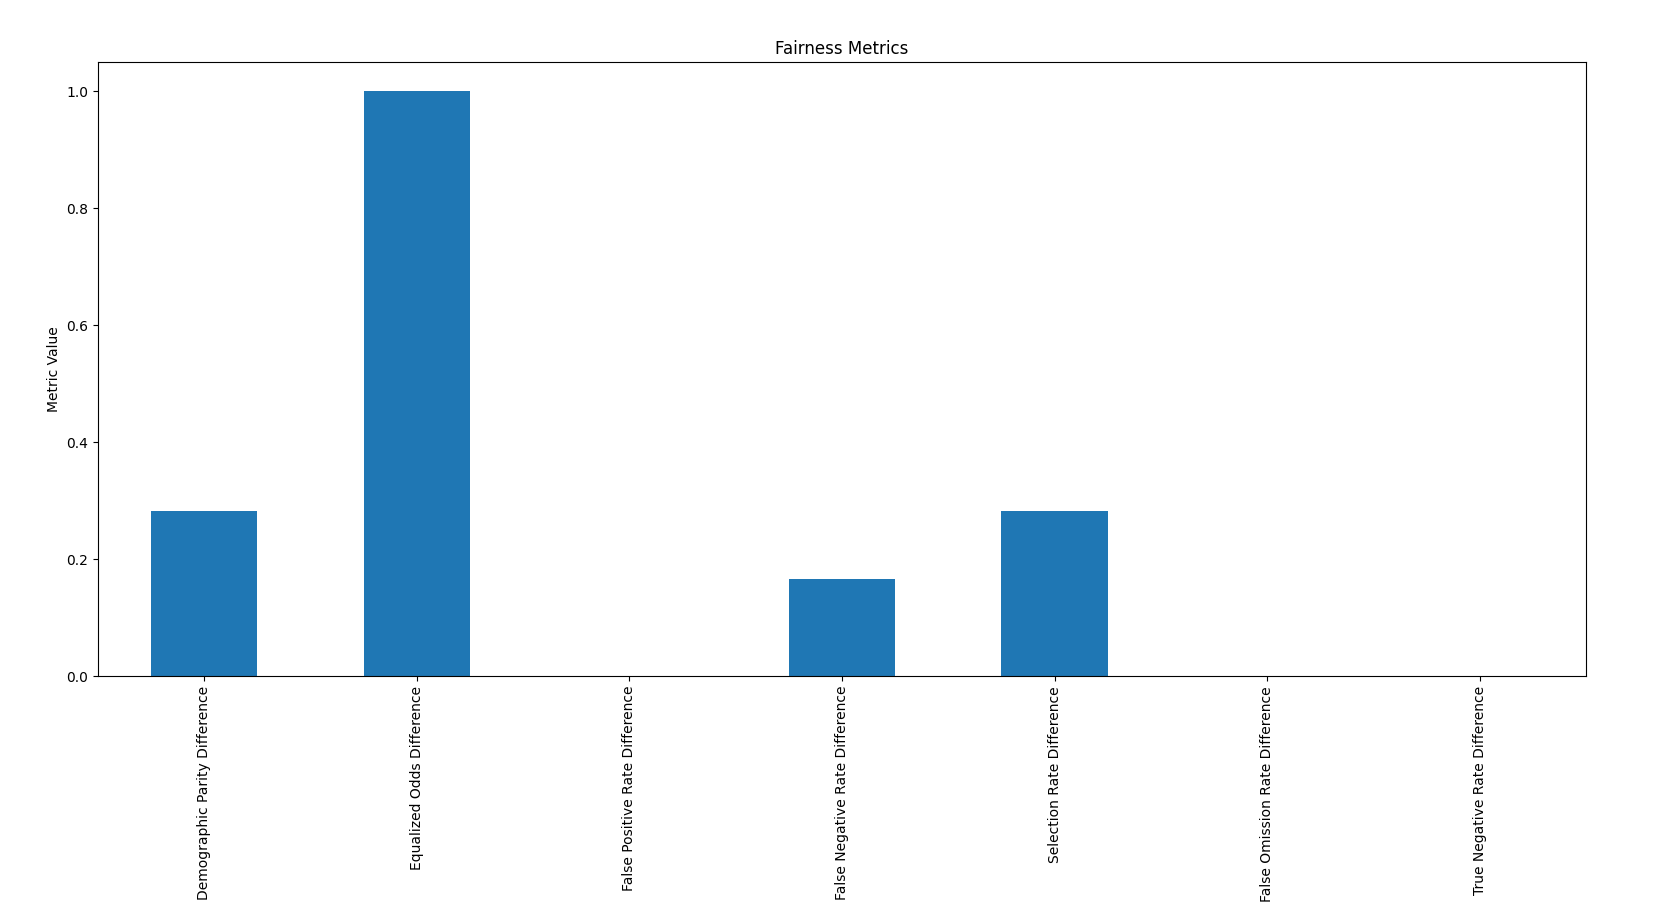 Fairness Metrics
Metric Value
1.0
0.8
0.6
0.4
0.2
0.0
Demographic Parity Difference
Equalized Odds Difference
False Positive Rate Difference
False Negative Rate Difference
Selection Rate Difference
False Omission Rate Difference
True Negative Rate Difference